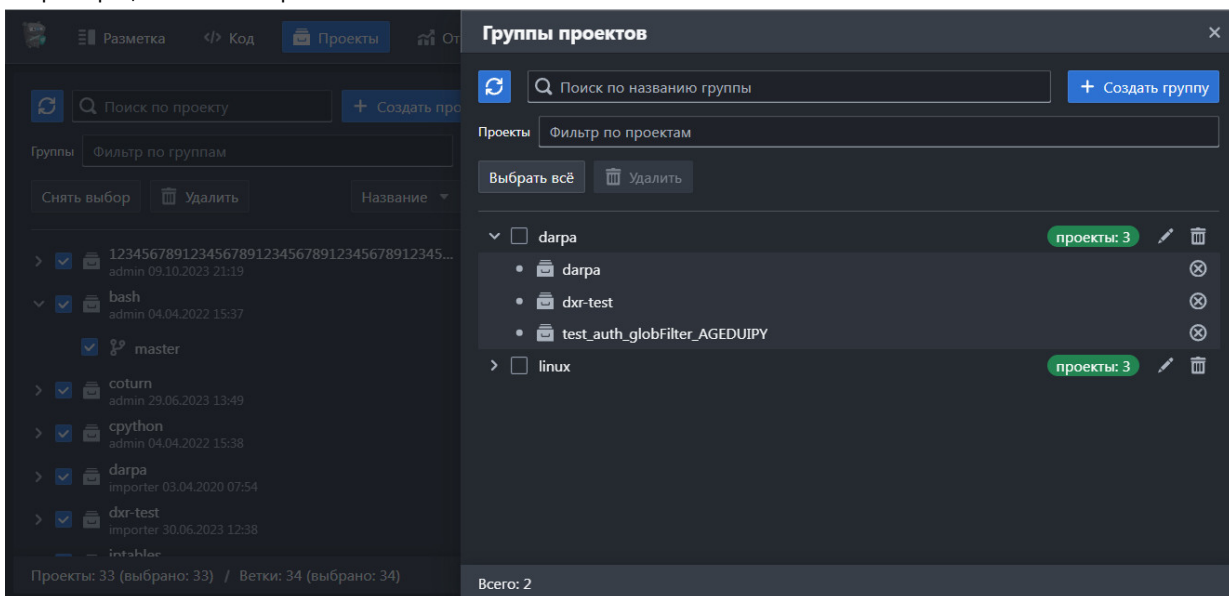 Разметка
</> Код
Проекты
От
Поиск по проекту
+ Создать про
Группы Фильтр по группам
Снять выбор
Удалить
Название
12345678912345678912345678912345678912345...
admin 09.10.2023 21:19
bash
admin 04.04.2022 15:37
master
coturn
admin 29.06.2023 13:49
cpython
admin 04.04.2022 15:38
darpa
importer 03.04.2020 07:54
dxr-test
importer 30.06.2023 12:38
iptables
Проекты: 33 (выбрано: 33) / Ветки: 34 (выбрано: 34)
Группы проектов
Поиск по названию группы
+ Создать группу
Проекты Фильтр по проектам
Выбрать всё
Удалить
darpa проекты: 3
darpa
dxr-test
test_auth_globFilter_AGEDUIPY
linux проекты: 3
Всего: 2